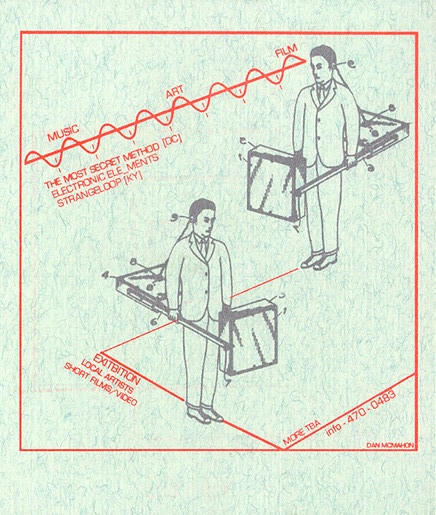 MUSIC
ART
FILM
THE MOST SECRET METHOD [DC]
ELECTRONIC ELE_MENTS
STRANGELOOP [KY]
EXITBITION
LOCAL ARTISTS
SHORT FILMS/VIDEO
MORE TBA
info - 470 - 0483
DAN MCMAHON